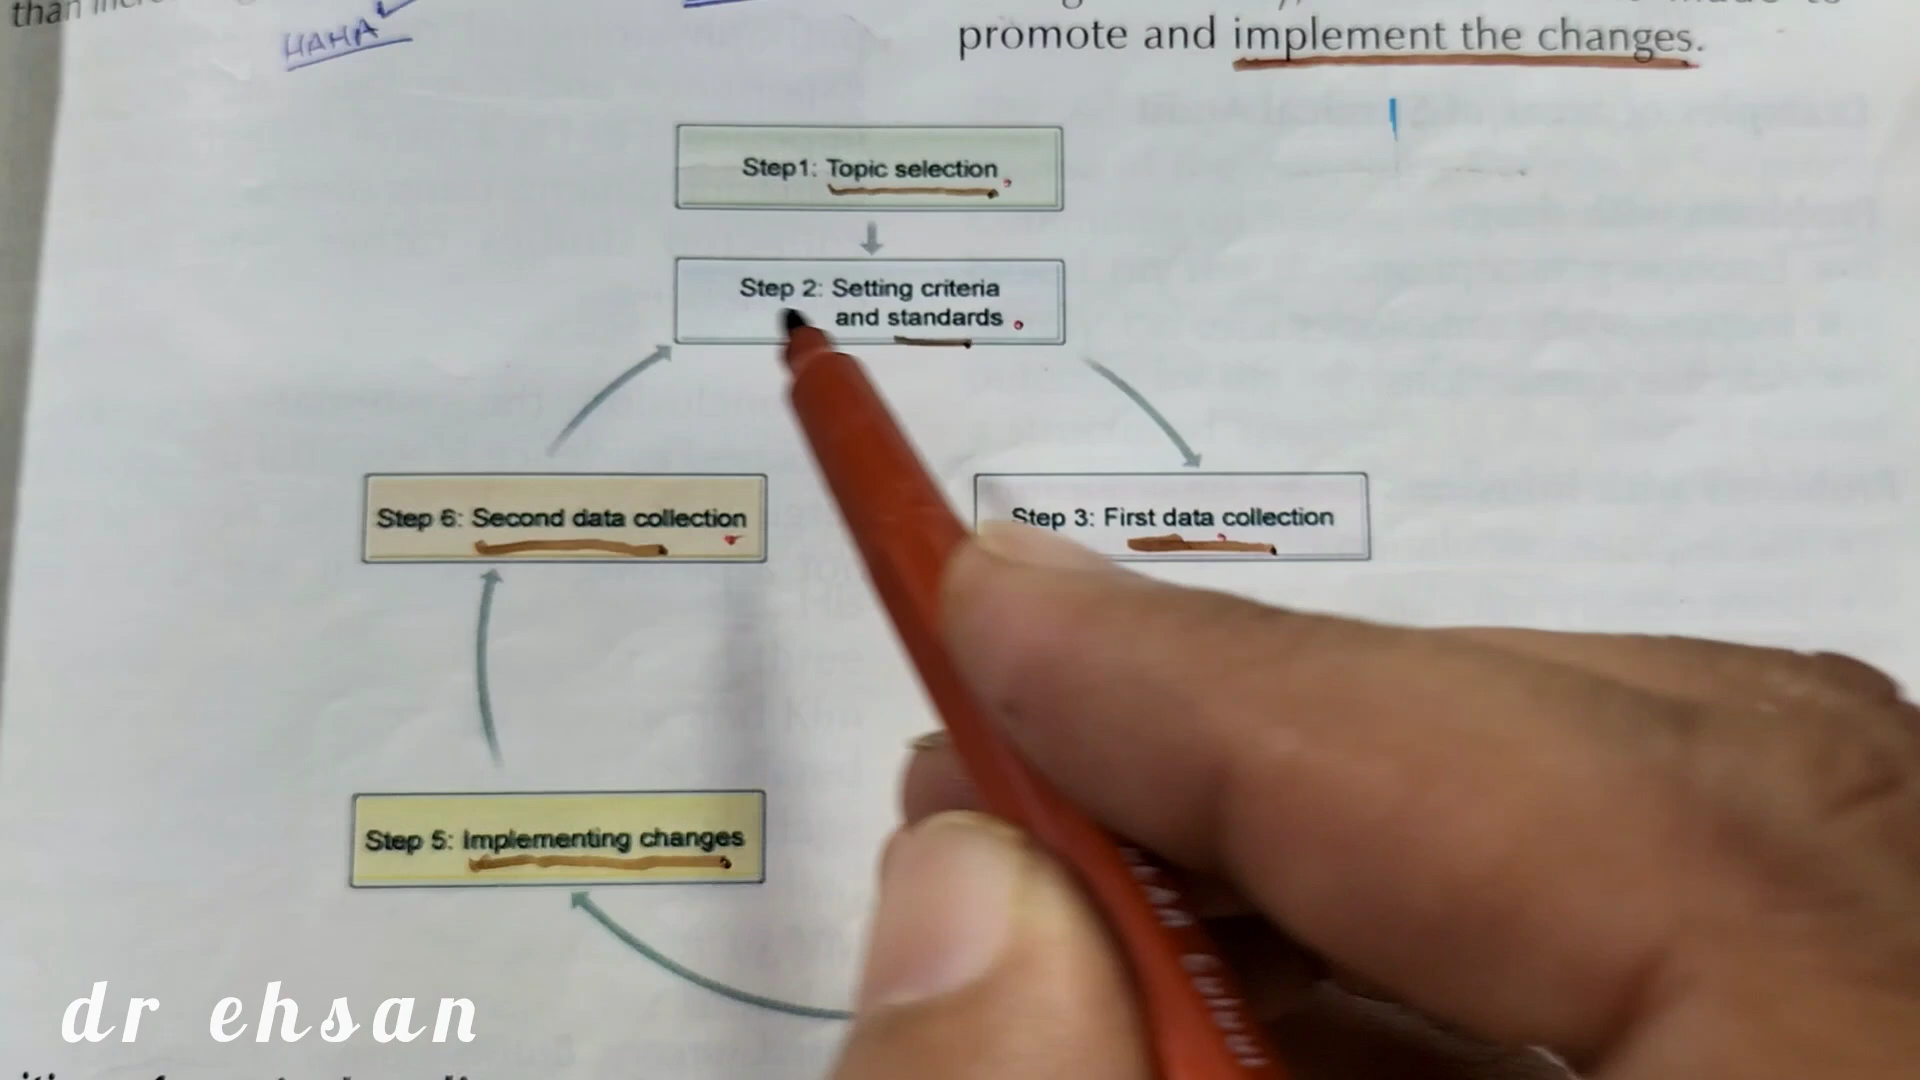 than
HAHA
promote and implement the changes.
Step1: Topic selection
Step 2: Setting criteria
and standards
Step 6: Second data collection
Step 3: First data collection
Step 5: Implementing changes
dr ehsan